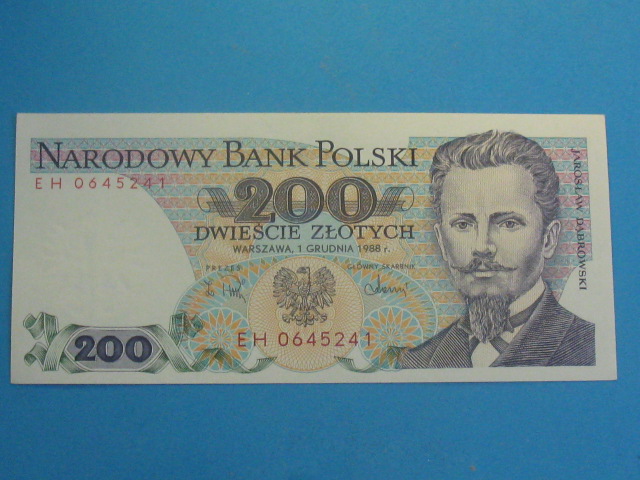 NARODOWY BANK POLSKI
EH 0645241
200
DWIEŚCIE ZŁOTYCH
WARSZAWA, 1 GRUDNIA 1988 r.
PREZES
GŁÓWNY SKARBNIK
EH 0645241
200
JAROSŁAW DĄBROWSKI